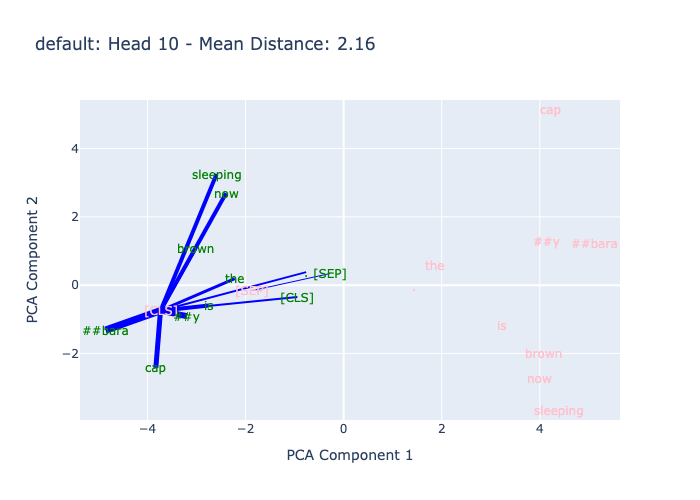 default: Head 10 - Mean Distance: 2.16
cap
4
sleeping
now
2
brown
##y
##bara
the
the
. [SEP]
0
[SEP]
.
[CLS]
is
[CLS]
##y
is
##bara
−2
brown
cap
now
sleeping
−4
−2
0
2
4
PCA Component 1
PCA Component 2